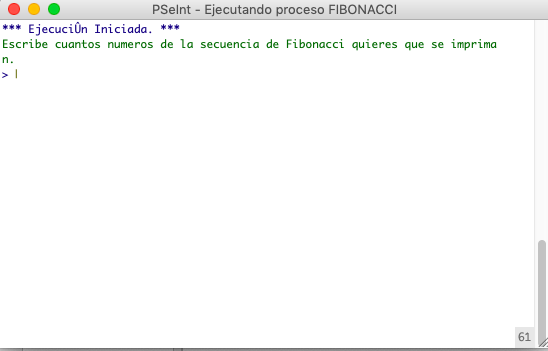 PSeInt - Ejecutando proceso FIBONACCI
*** EjecuciÛn Iniciada. ***
Escribe cuantos numeros de la secuencia de Fibonacci quieres que se imprima
n.
>
61